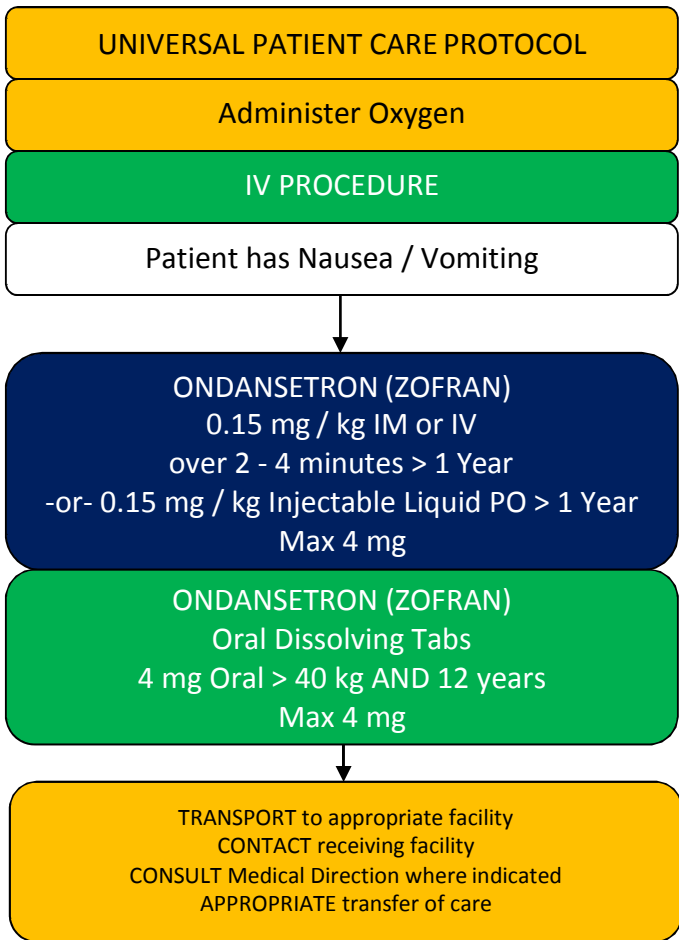 UNIVERSAL PATIENT CARE PROTOCOL
Administer Oxygen
IV PROCEDURE
Patient has Nausea / Vomiting
ONDANSETRON (ZOFRAN)
0.15 mg / kg IM or IV
over 2 - 4 minutes > 1 Year
-or- 0.15 mg / kg Injectable Liquid PO > 1 Year
Max 4 mg
ONDANSETRON (ZOFRAN)
Oral Dissolving Tabs
4 mg Oral > 40 kg AND 12 years
Max 4 mg
TRANSPORT to appropriate facility
CONTACT receiving facility
CONSULT Medical Direction where indicated
APPROPRIATE transfer of care